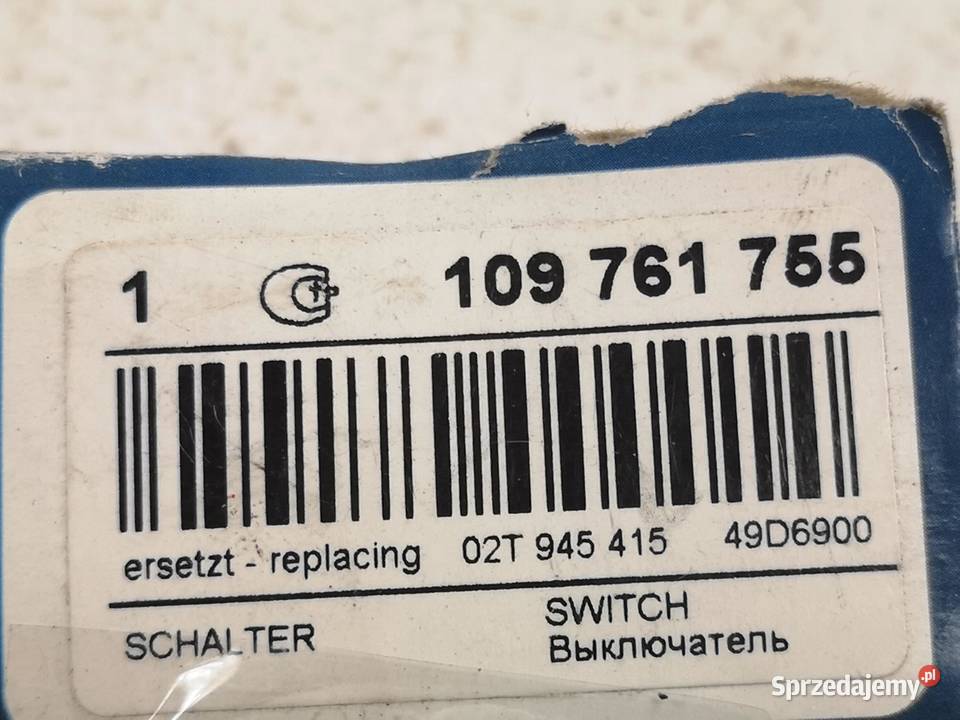 1 109 761 755
ersetzt - replacing 02T 945 415 49D6900
SCHALTER
SWITCH
Выключатель
Sprzedajemy.pl